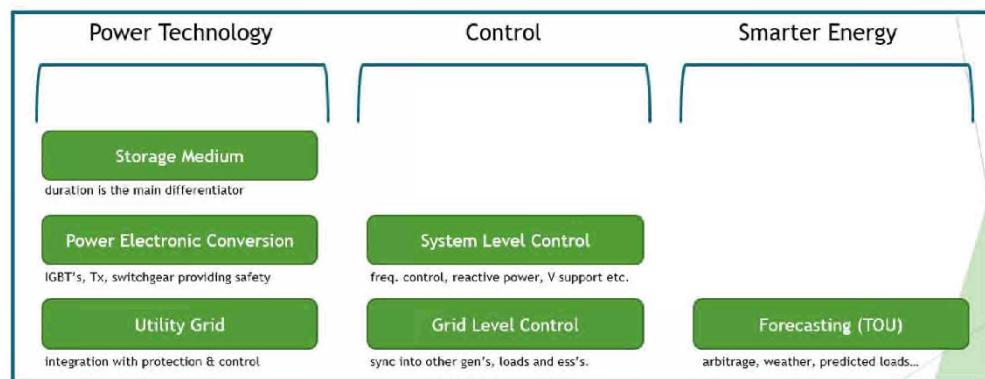 Power Technology
Control
Smarter Energy
Storage Medium
duration is the main differentiator
Power Electronic Conversion
System Level Control
IGBT's, Tx, switchgear providing safety
freq. control, reactive power, V support etc.
Utility Grid
Grid Level Control
Forecasting (TOU)
integration with protection & control
sync into other gen's, loads and ess's.
arbitrage, weather, predicted loads...